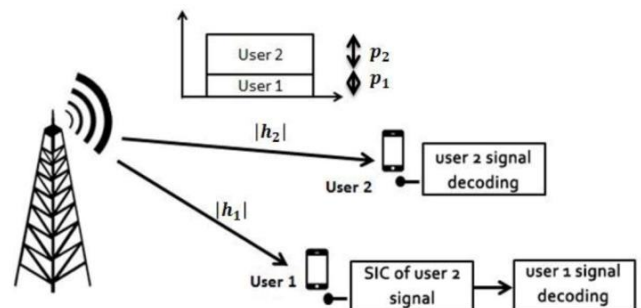 User 2
p₂
User 1
p₁
|h₂|
User 2
user 2 signal
decoding
|h₁|
User 1
SIC of user 2
signal
user 1 signal
decoding